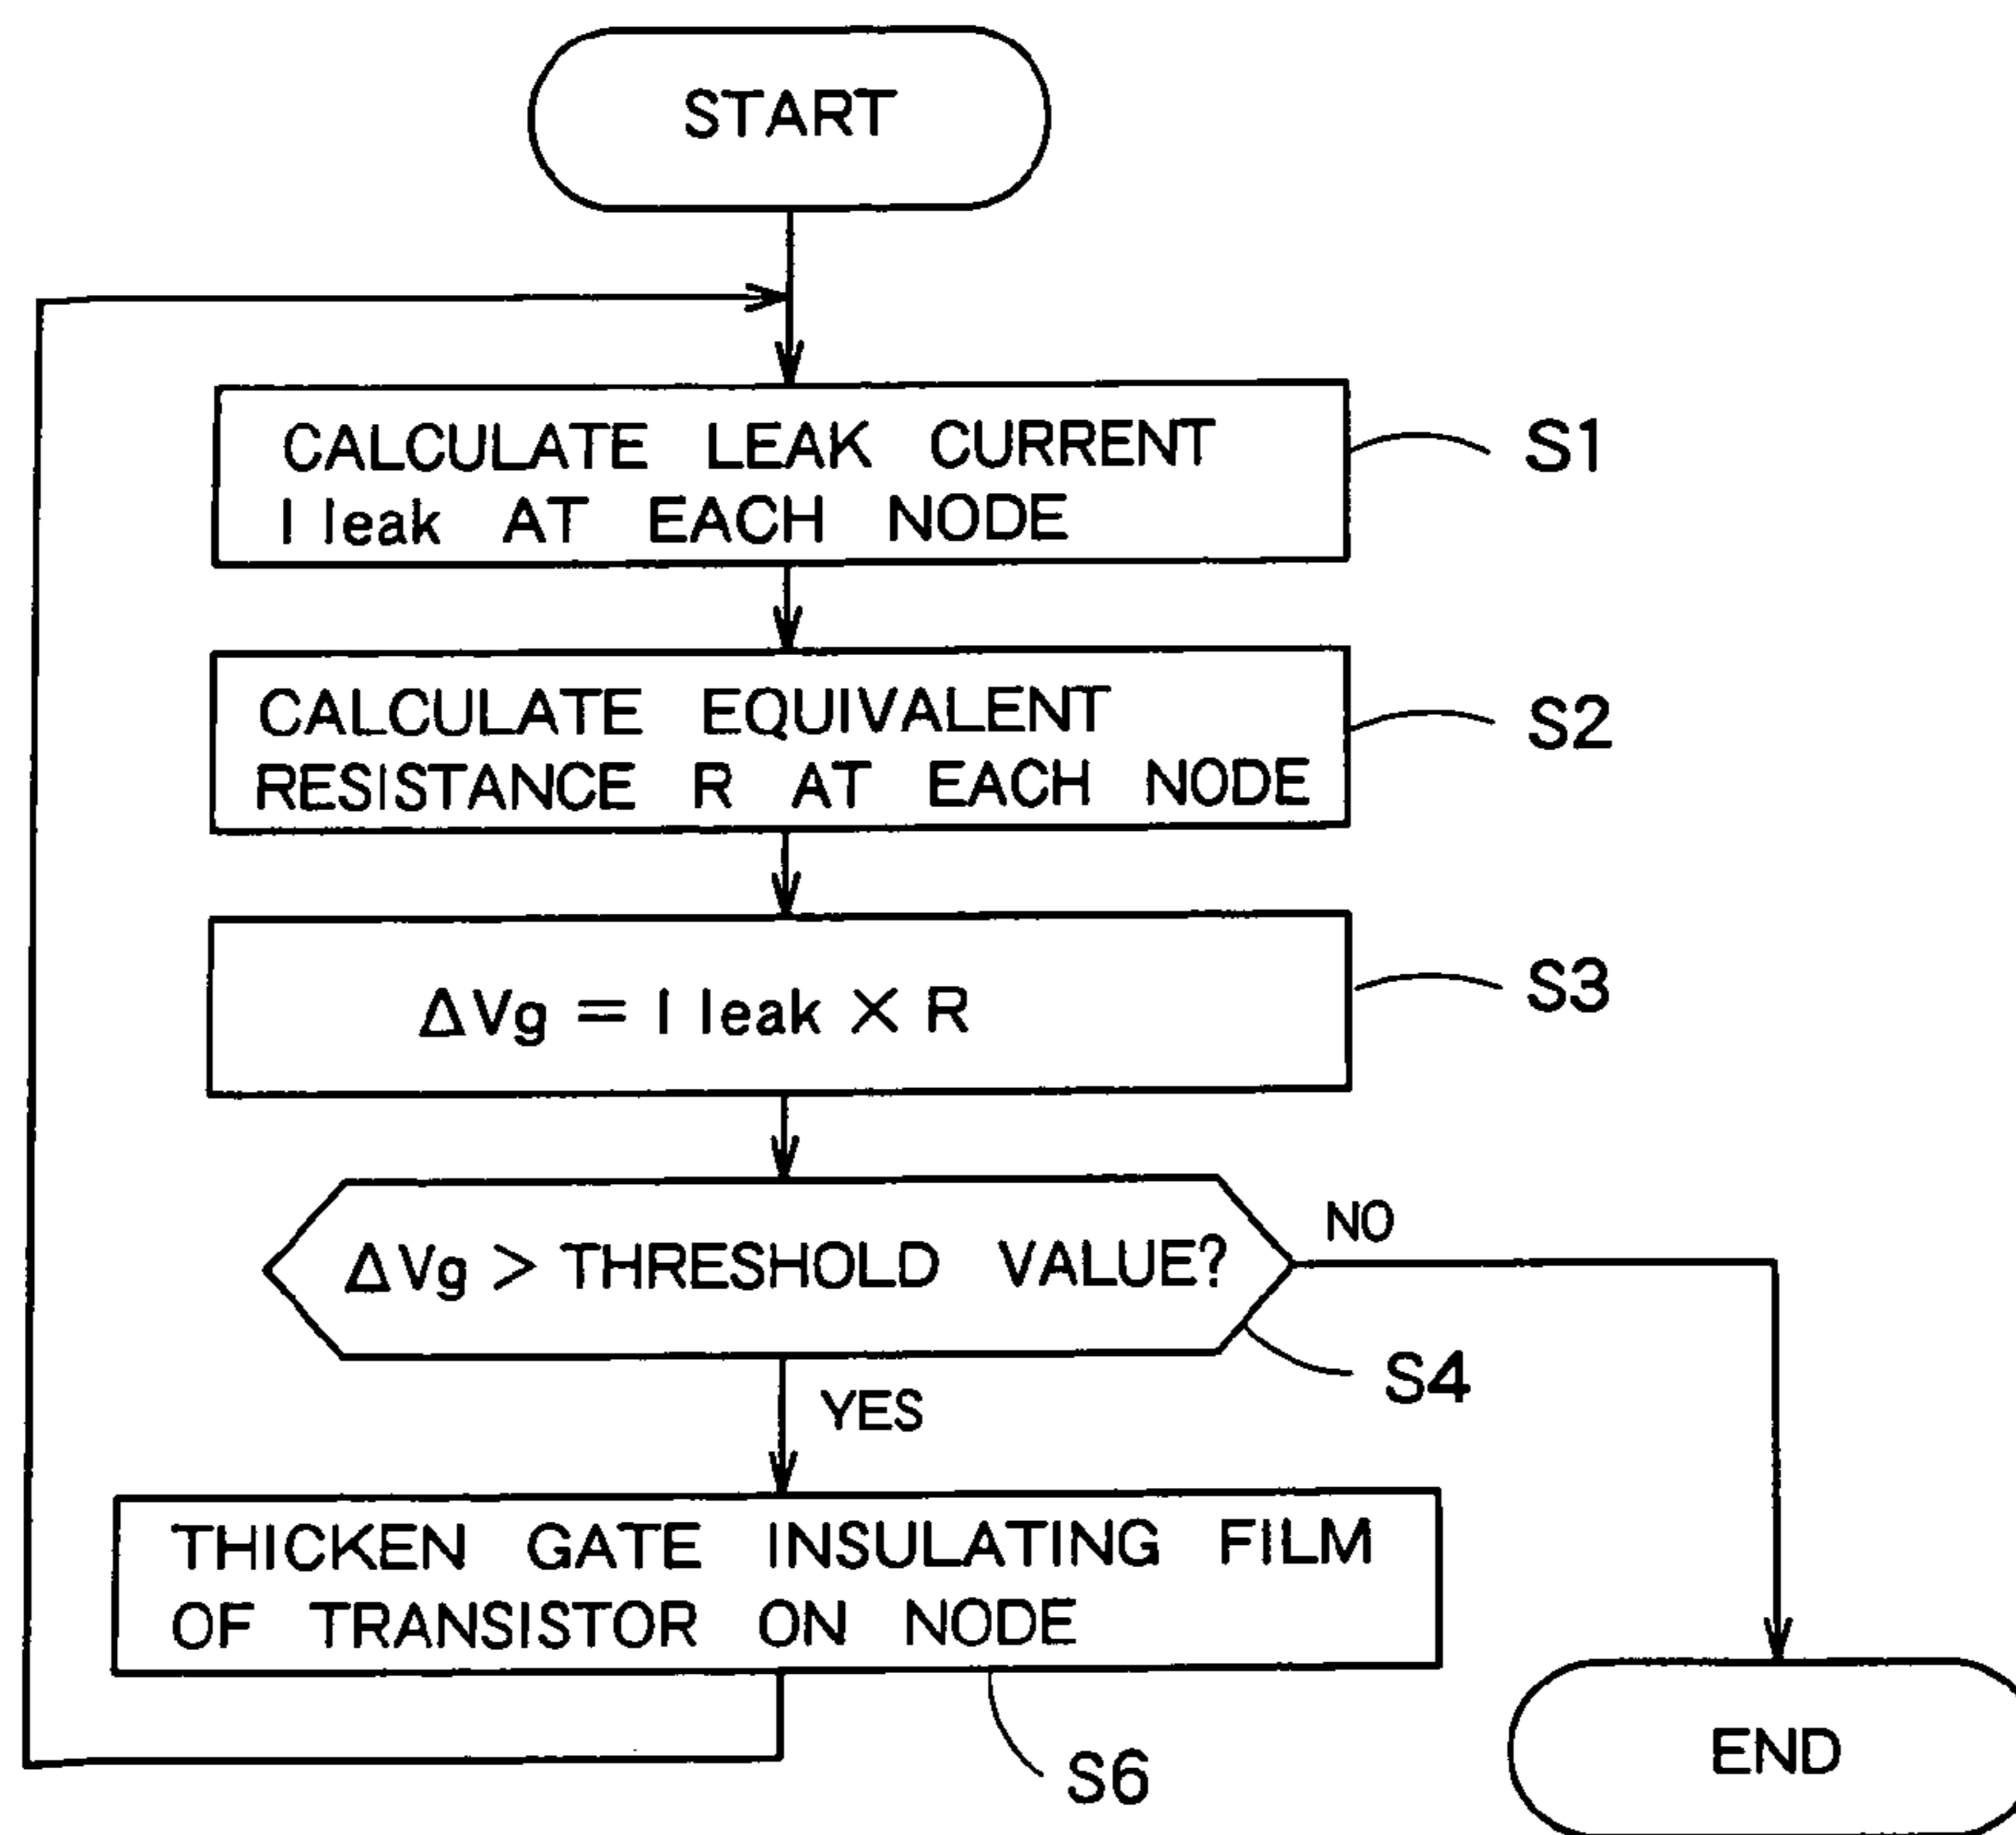 START
CALCULATE LEAK CURRENT
I leak AT EACH NODE
S1
CALCULATE EQUIVALENT
RESISTANCE R AT EACH NODE
S2
ΔVg = I leak × R
S3
ΔVg > THRESHOLD VALUE?
NO
S4
YES
THICKEN GATE INSULATING FILM
OF TRANSISTOR ON NODE
S6
END